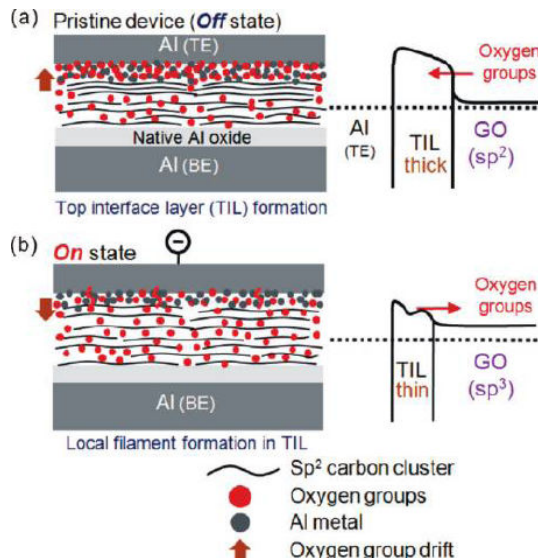 (a) Pristine device (Off state)
Al (TE)
Native Al oxide
Al (BE)
Top interface layer (TIL) formation
Oxygen
groups
Al
(TE)
TIL
thick
GO
(sp²)
(b) On state
Al (BE)
Local filament formation in TIL
Oxygen
groups
TIL
thin
GO
(sp³)
Sp² carbon cluster
Oxygen groups
Al metal
Oxygen group drift